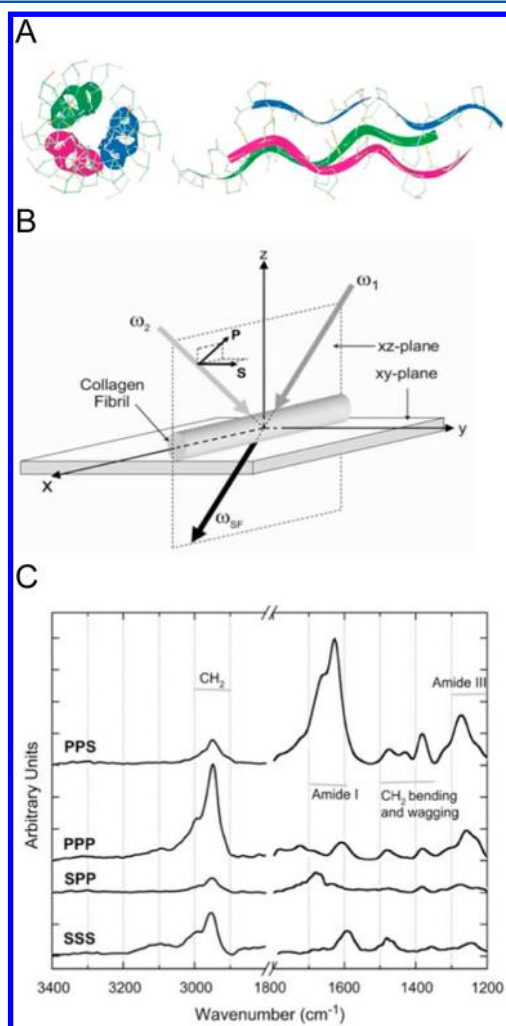 A
B
z
ω₁
ω₂
P
S
xz-plane
xy-plane
Collagen
Fibril
y
x
ωSF
C
CH₂
Amide III
PPS
Amide I
CH₂ bending
and wagging
PPP
SPP
SSS
Arbitrary Units
3400 3200 3000 2800 1600 1400 1200
Wavenumber (cm⁻¹)